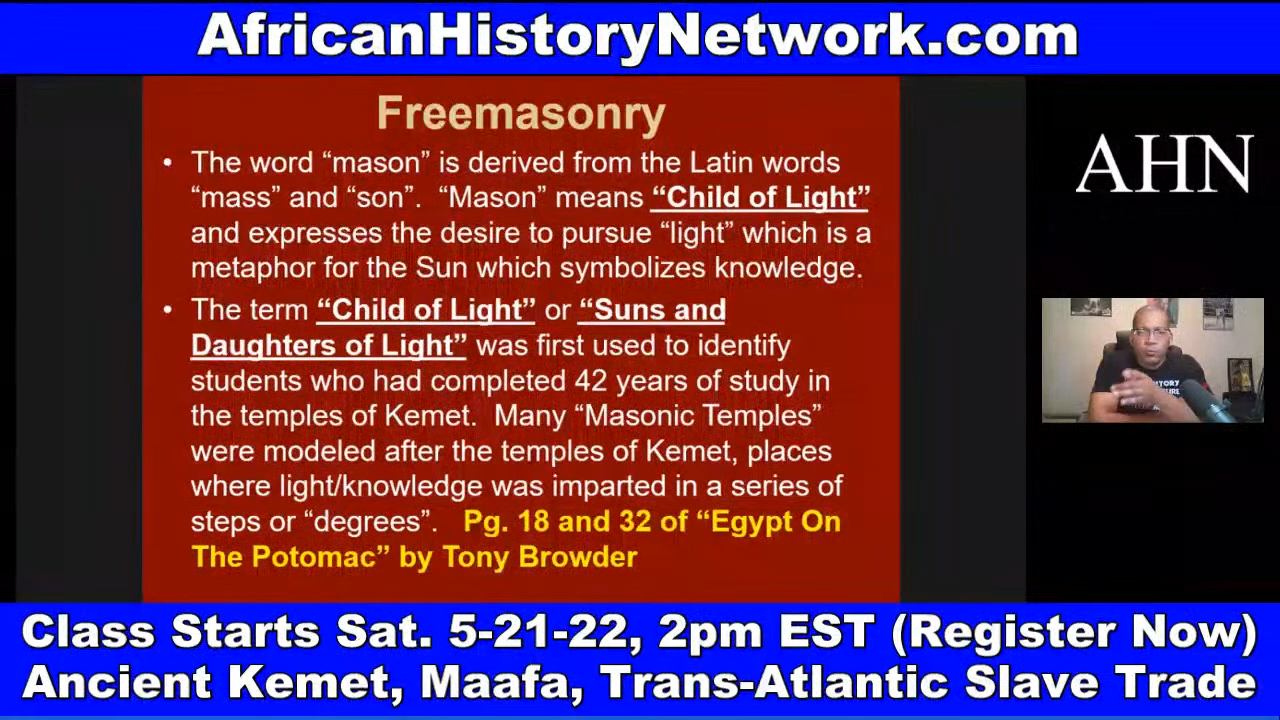 AfricanHistoryNetwork.com
Freemasonry
• The word “mason” is derived from the Latin words
“mass” and “son”. “Mason” means “Child of Light”
and expresses the desire to pursue “light” which is a
metaphor for the Sun which symbolizes knowledge.
• The term “Child of Light” or “Suns and
Daughters of Light” was first used to identify
students who had completed 42 years of study in
the temples of Kemet. Many “Masonic Temples”
were modeled after the temples of Kemet, places
where light/knowledge was imparted in a series of
steps or “degrees”. Pg. 18 and 32 of “Egypt On
The Potomac” by Tony Browder
AHN
Class Starts Sat. 5-21-22, 2pm EST (Register Now)
Ancient Kemet, Maafa, Trans-Atlantic Slave Trade